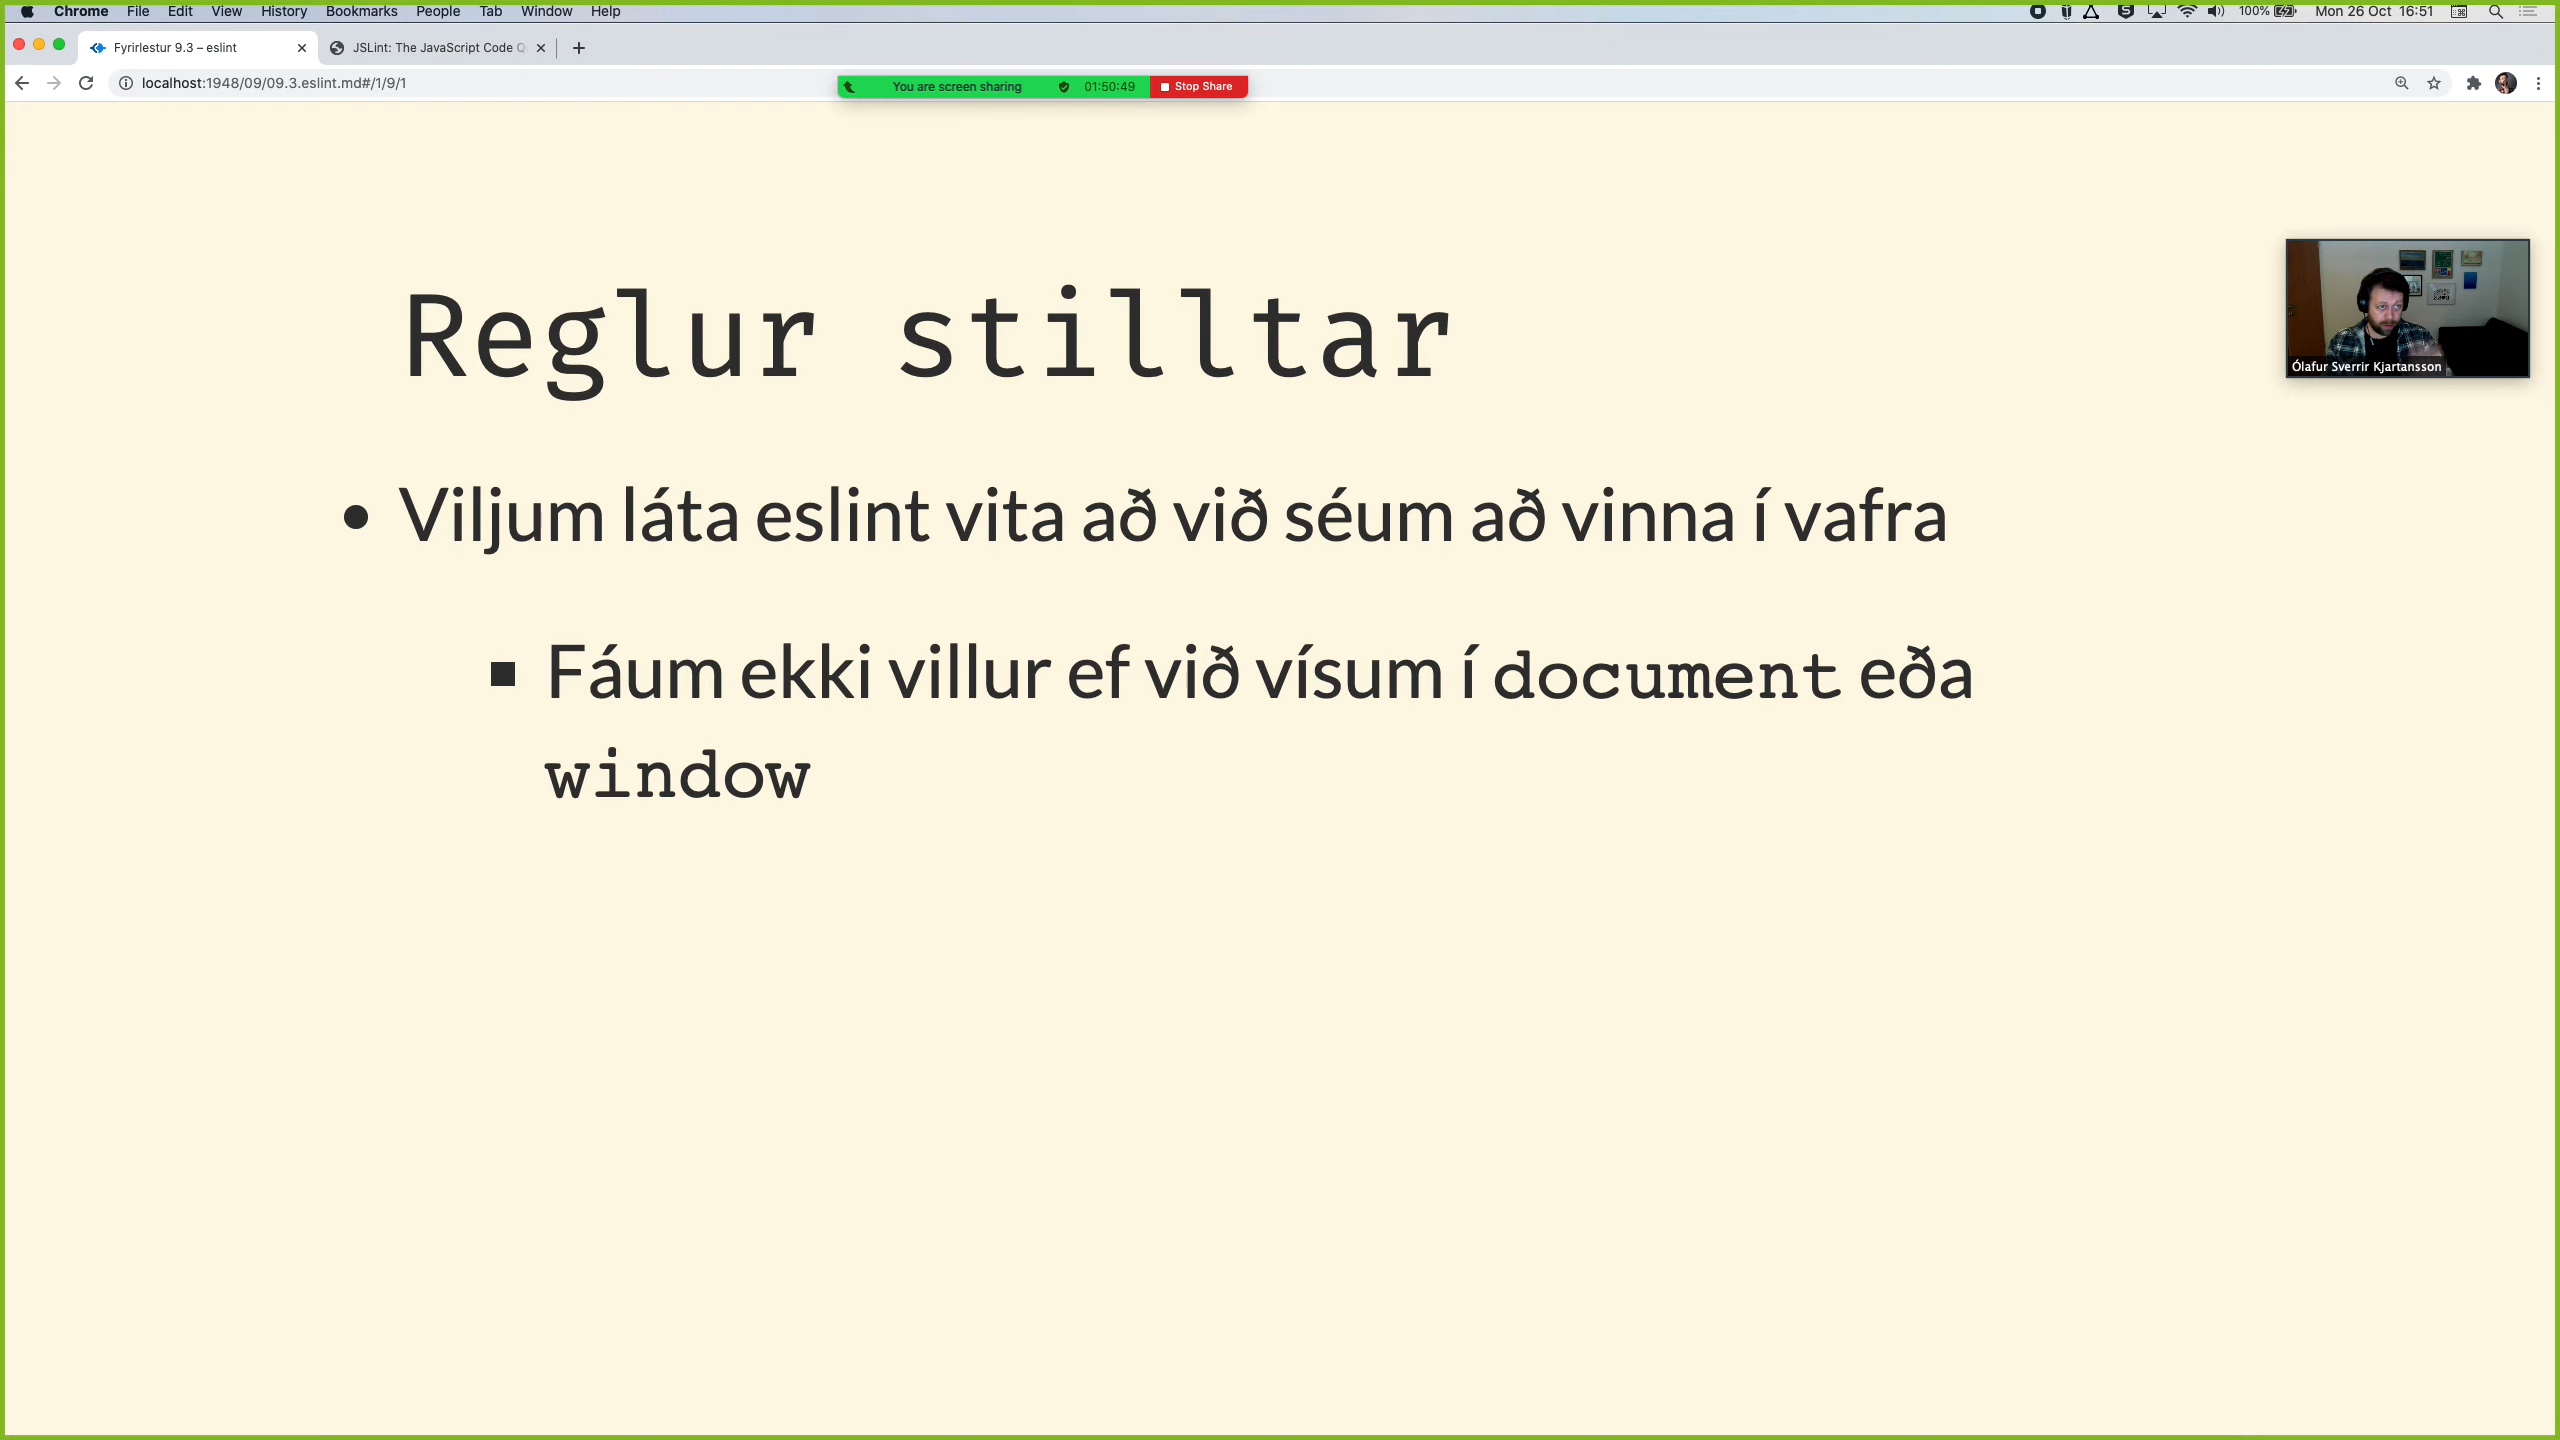 Chrome File Edit View History Bookmarks People Tab Window Help 100% Mon 26 Oct 16:51
Fyrirlestur 9.3 – eslint JSLint: The JavaScript Code Q
localhost:1948/09/09.3.eslint.md#/1/9/1
You are screen sharing 01:50:49 Stop Share
Reglur stilltar
Ólafur Sverrir Kjartansson
Viljum láta eslint vita að við séum að vinna í vafra
Fáum ekki villur ef við vísum í document eða
window